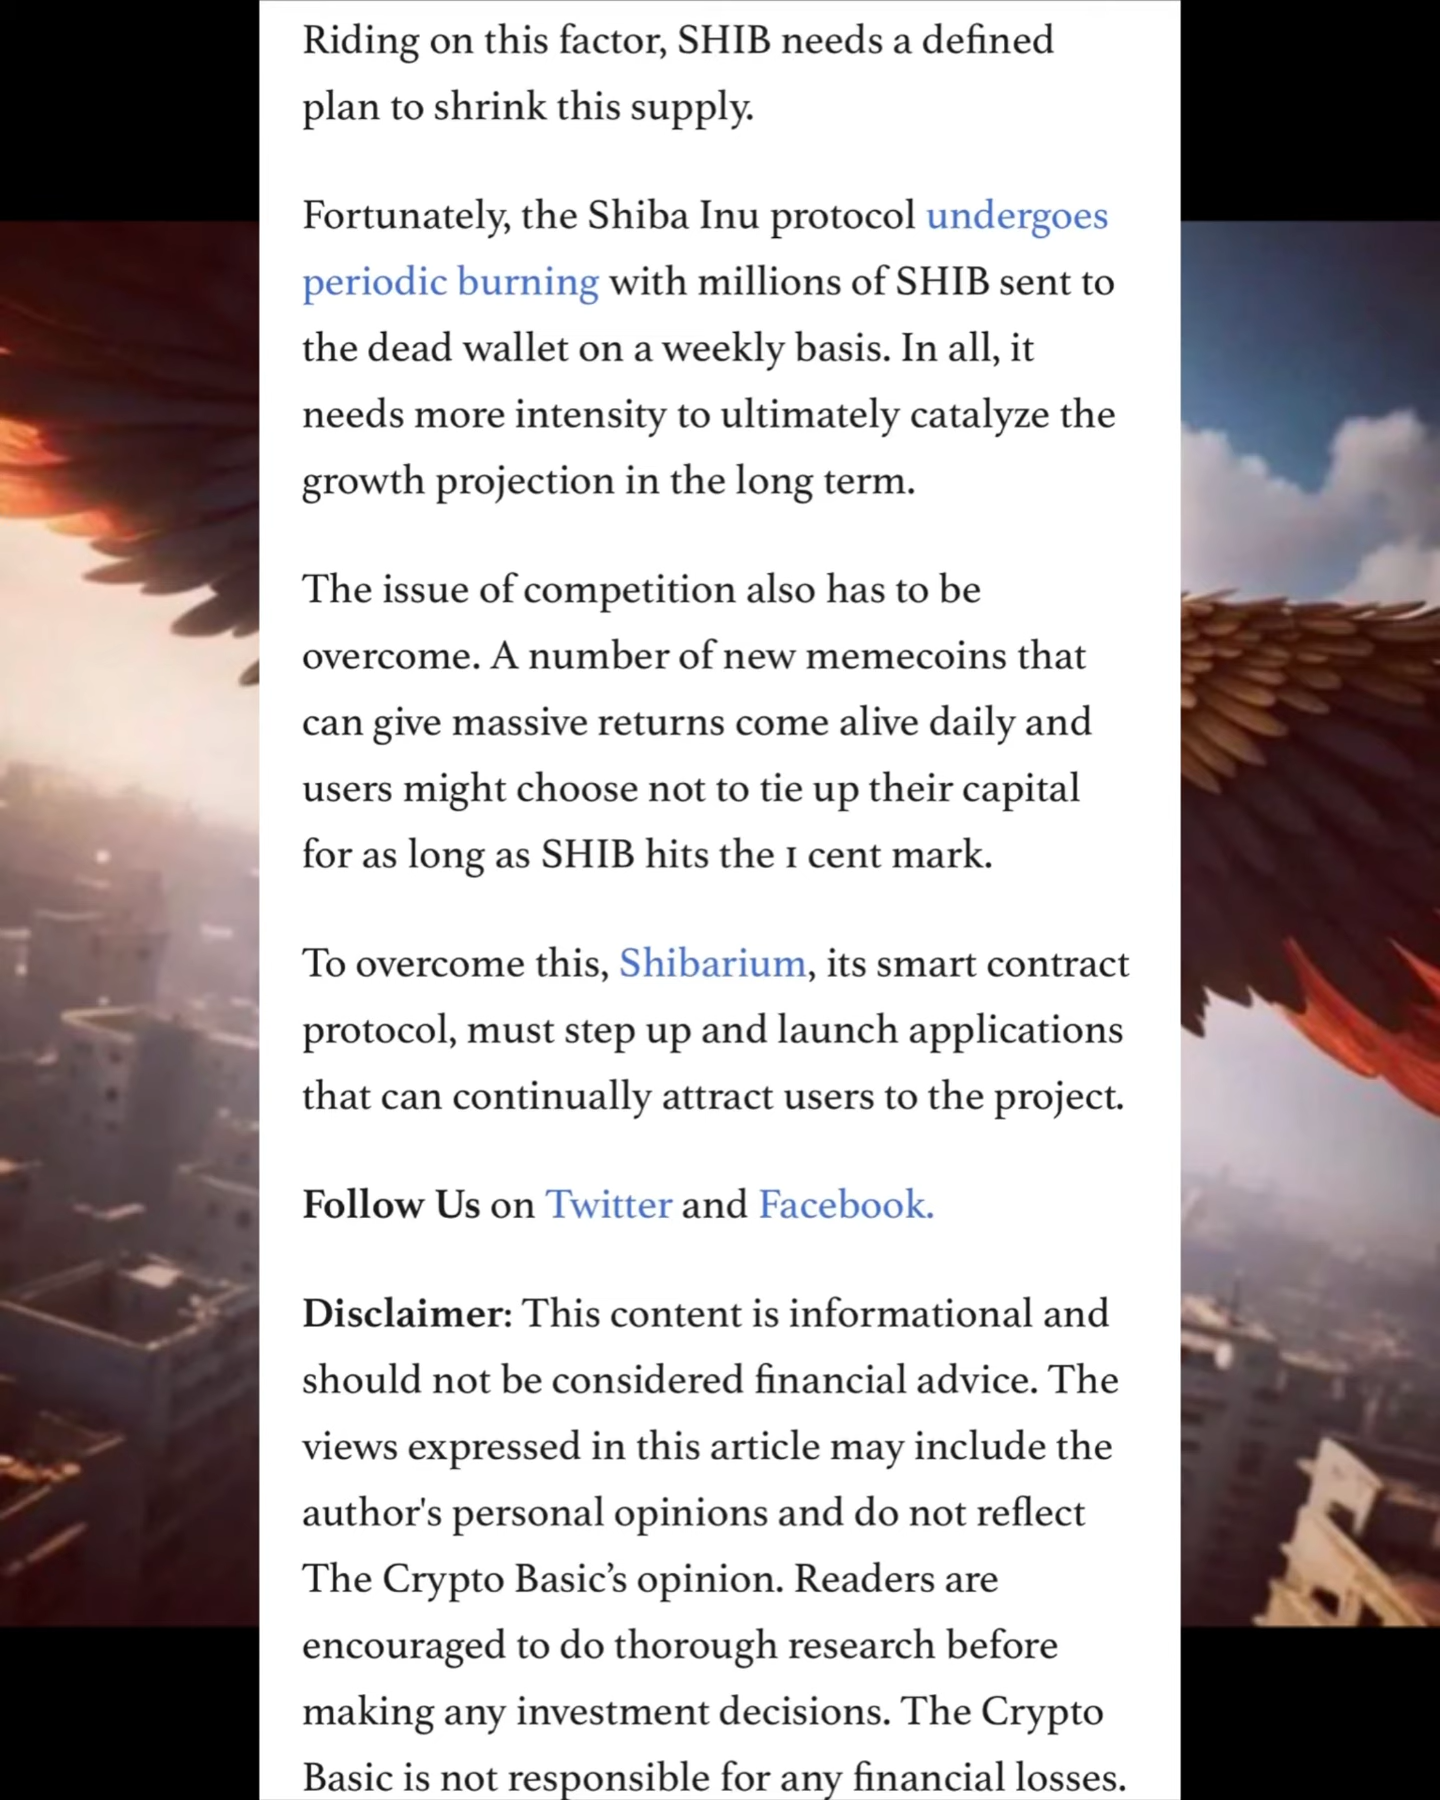 Riding on this factor, SHIB needs a defined
plan to shrink this supply.
Fortunately, the Shiba Inu protocol undergoes
periodic burning with millions of SHIB sent to
the dead wallet on a weekly basis. In all, it
needs more intensity to ultimately catalyze the
growth projection in the long term.
The issue of competition also has to be
overcome. A number of new memecoins that
can give massive returns come alive daily and
users might choose not to tie up their capital
for as long as SHIB hits the 1 cent mark.
To overcome this, Shibarium, its smart contract
protocol, must step up and launch applications
that can continually attract users to the project.
Follow Us on Twitter and Facebook.
Disclaimer: This content is informational and
should not be considered financial advice. The
views expressed in this article may include the
author's personal opinions and do not reflect
The Crypto Basic’s opinion. Readers are
encouraged to do thorough research before
making any investment decisions. The Crypto
Basic is not responsible for any financial losses.